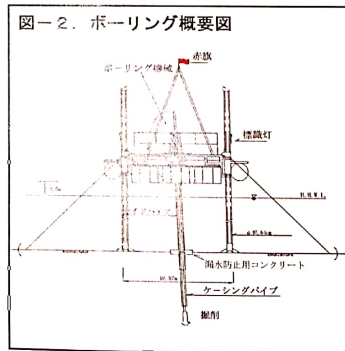 図－２．ボーリング概要図
赤旗
ボーリング機械
標識灯
H.H.W.L
漏水防止用コンクリート
ケーシングパイプ
掘削